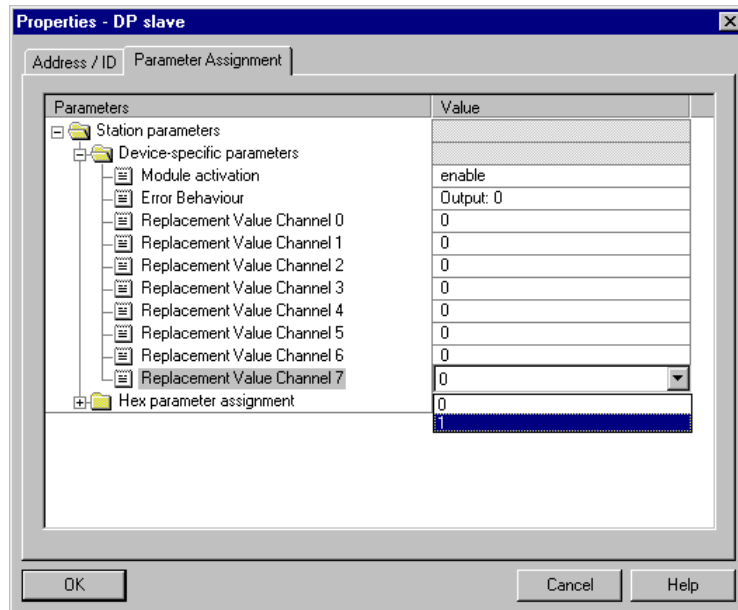 Properties - DP slave
Address / ID Parameter Assignment
Parameters Value
Station parameters
Device-specific parameters
Module activation enable
Error Behaviour Output: 0
Replacement Value Channel 0 0
Replacement Value Channel 1 0
Replacement Value Channel 2 0
Replacement Value Channel 3 0
Replacement Value Channel 4 0
Replacement Value Channel 5 0
Replacement Value Channel 6 0
Replacement Value Channel 7 0
Hex parameter assignment 0
1
OK Cancel Help